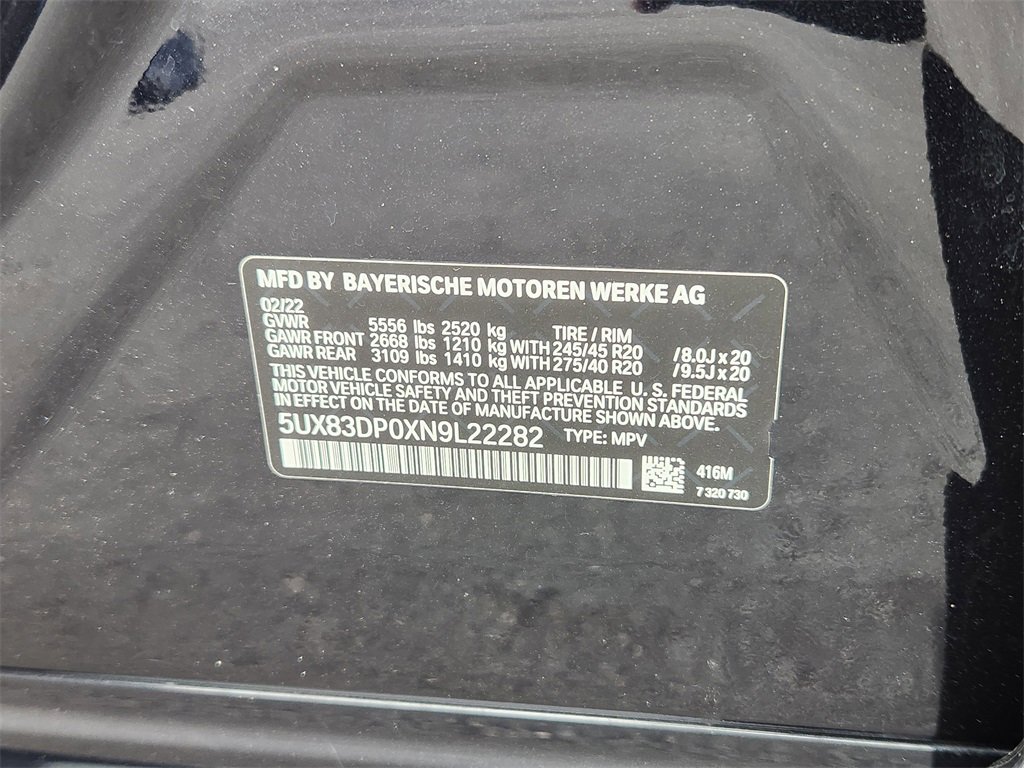 MFD BY BAYERISCHE MOTOREN WERKE AG
02/22
GVWR 5556 lbs 2520 kg TIRE / RIM
GAWR FRONT 2668 lbs 1210 kg WITH 245/45 R20 /8.0J x 20
GAWR REAR 3109 lbs 1410 kg WITH 275/40 R20 /9.5J x 20
THIS VEHICLE CONFORMS TO ALL APPLICABLE U. S. FEDERAL
MOTOR VEHICLE SAFETY AND THEFT PREVENTION STANDARDS
IN EFFECT ON THE DATE OF MANUFACTURE SHOWN ABOVE.
5UX83DP0XN9L22282 TYPE: MPV
416M
7 320 730